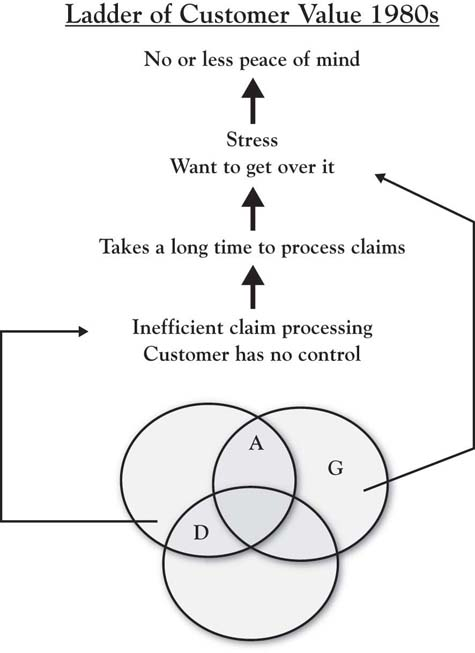 Ladder of Customer Value 1980s
No or less peace of mind
Stress
Want to get over it
Takes a long time to process claims
Inefficient claim processing
Customer has no control
A
G
D